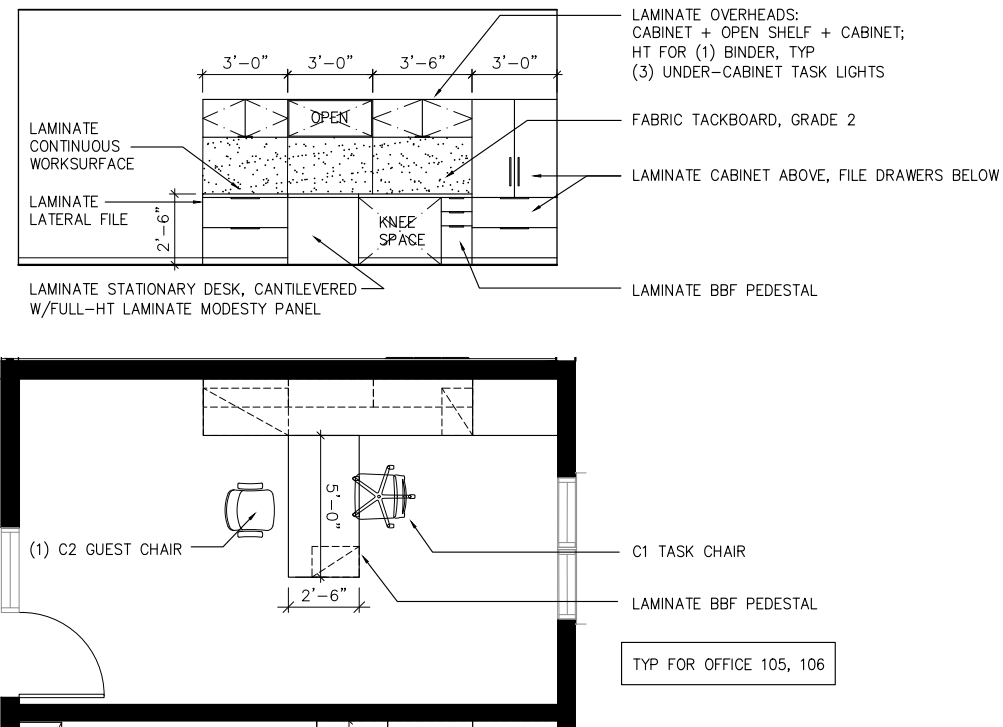 LAMINATE OVERHEADS:
CABINET + OPEN SHELF + CABINET;
HT FOR (1) BINDER, TYP
(3) UNDER-CABINET TASK LIGHTS
3'-0" 3'-0" 3'-6" 3'-0"
OPEN
FABRIC TACKBOARD, GRADE 2
LAMINATE
CONTINUOUS
WORKSURFACE
LAMINATE CABINET ABOVE, FILE DRAWERS BELOW
LAMINATE
LATERAL FILE
2'-6"
KNEE
SPACE
LAMINATE STATIONARY DESK, CANTILEVERED
W/FULL-HT LAMINATE MODESTY PANEL
LAMINATE BBF PEDESTAL
5'-0"
(1) C2 GUEST CHAIR
C1 TASK CHAIR
2'-6"
LAMINATE BBF PEDESTAL
TYP FOR OFFICE 105, 106